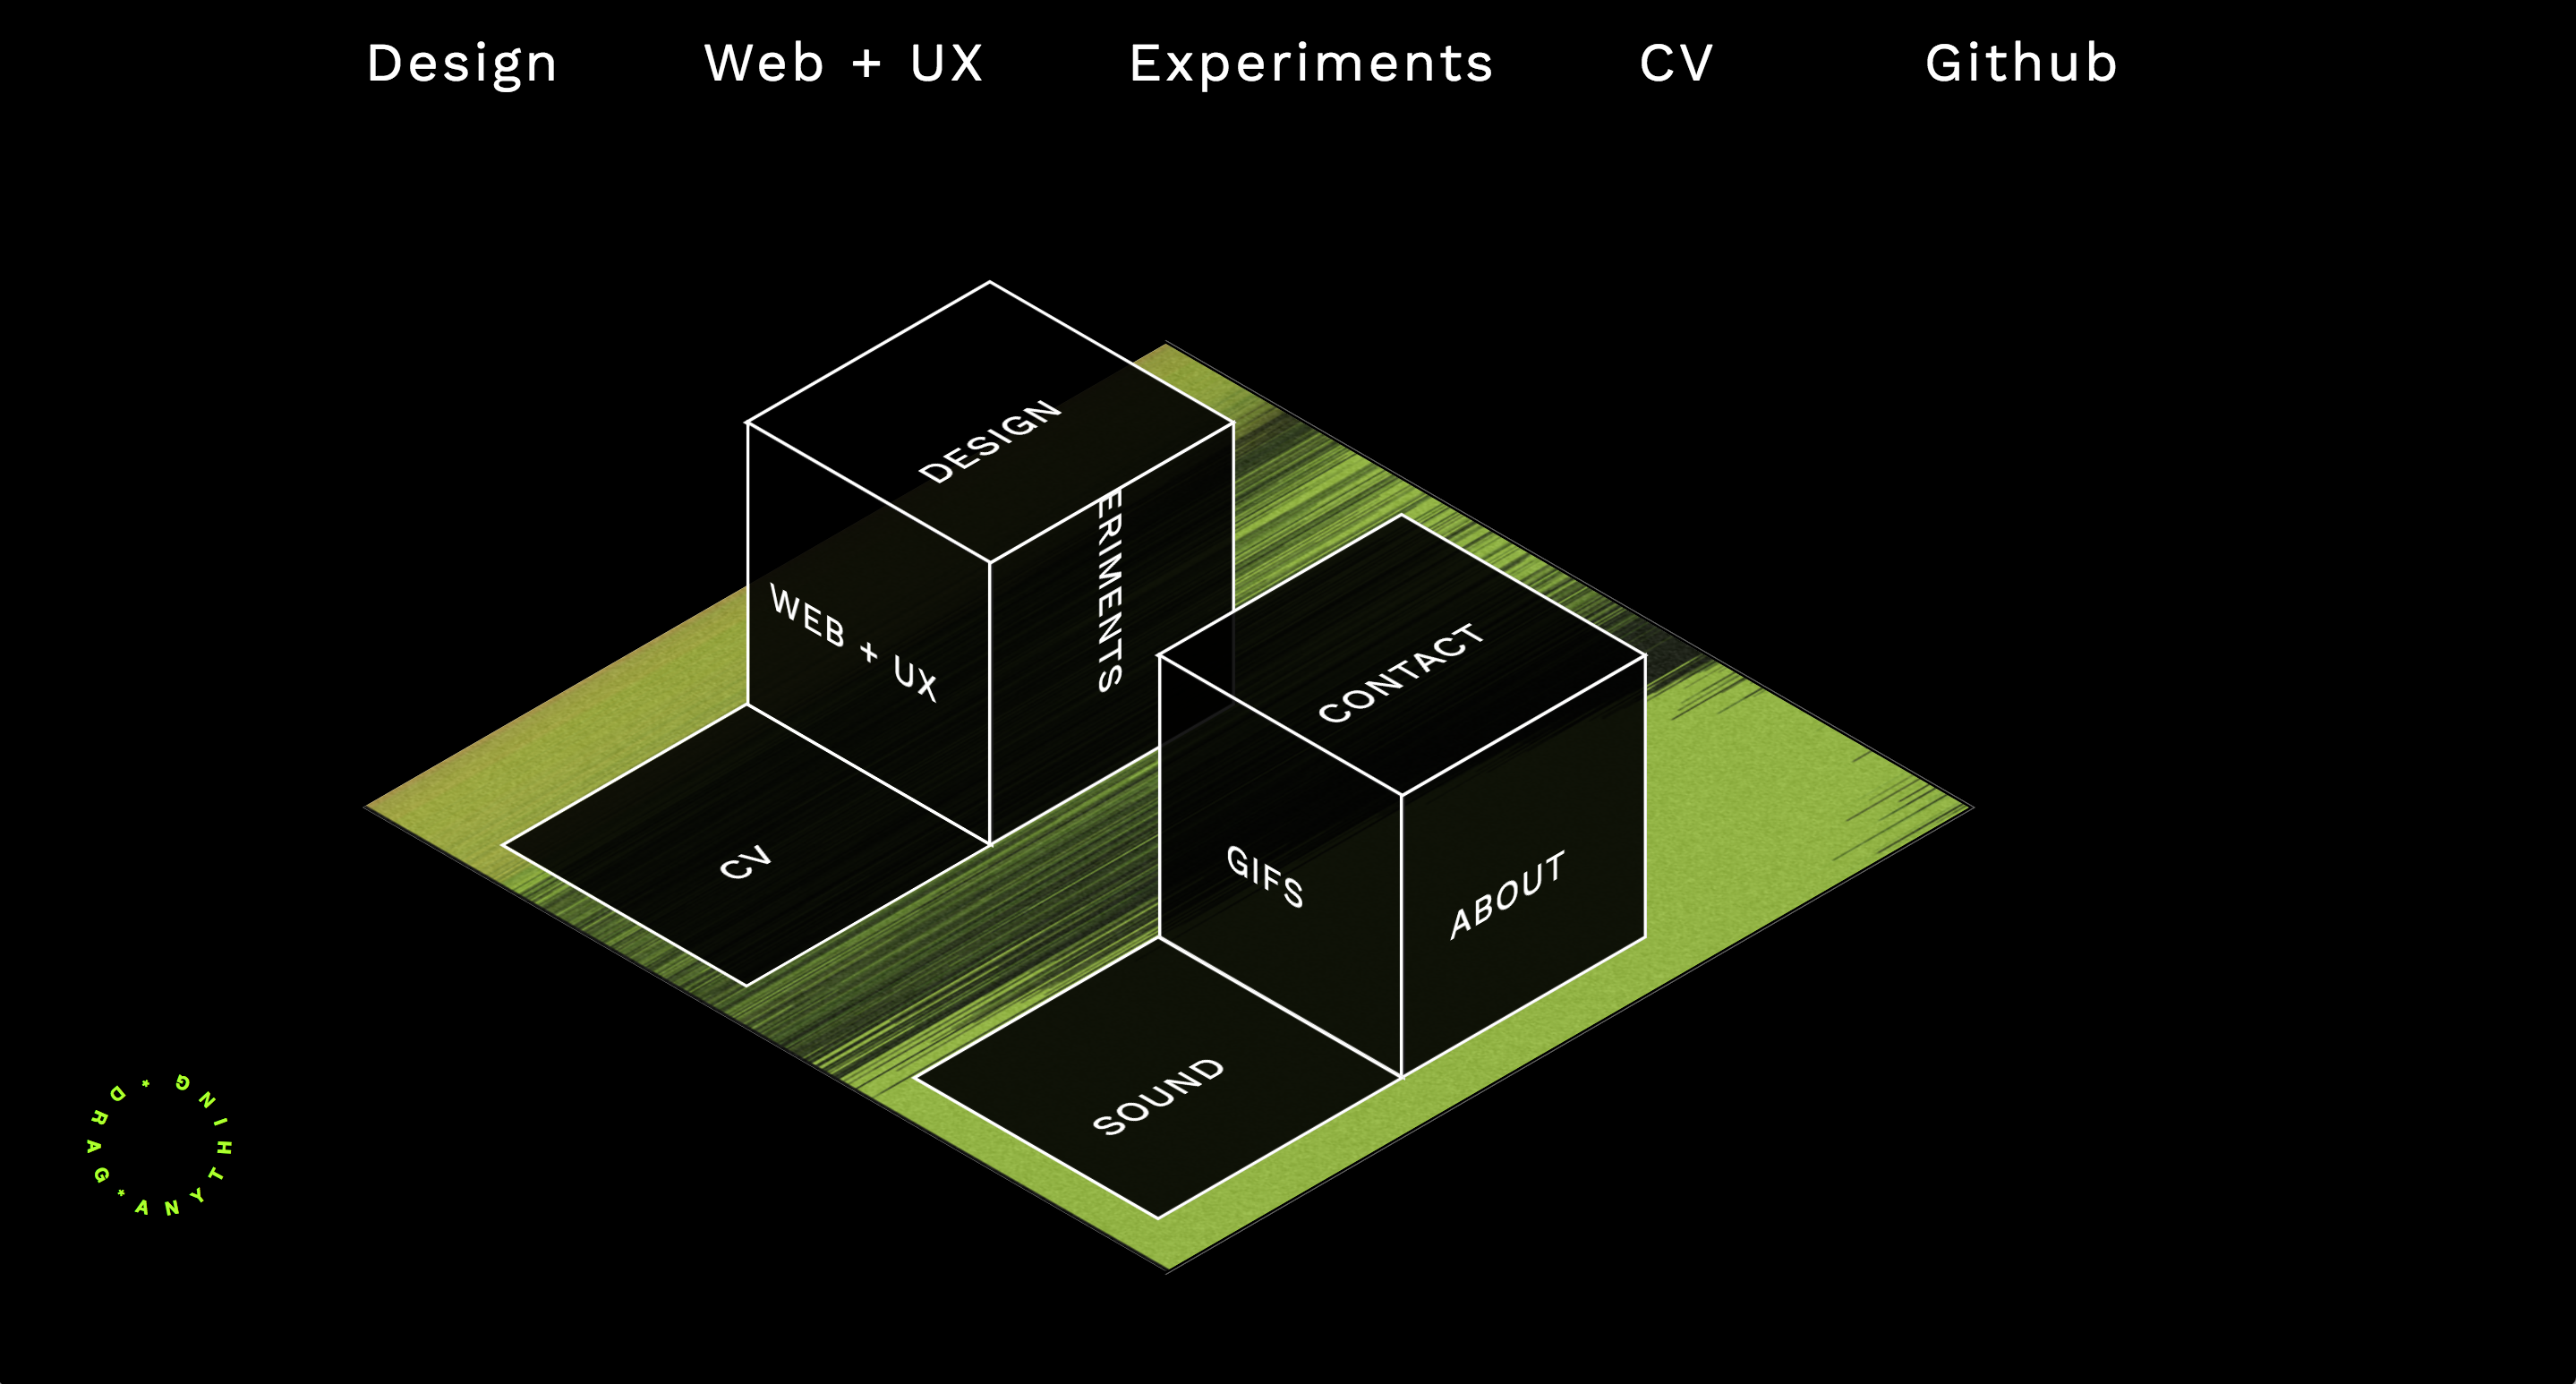 Design Web + UX Experiments CV Github
DESIGN
ERIMENTS
WEB + UX
CONTACT
CV
GIFS
ABOUT
SOUND
DRAG * ANYTHING *